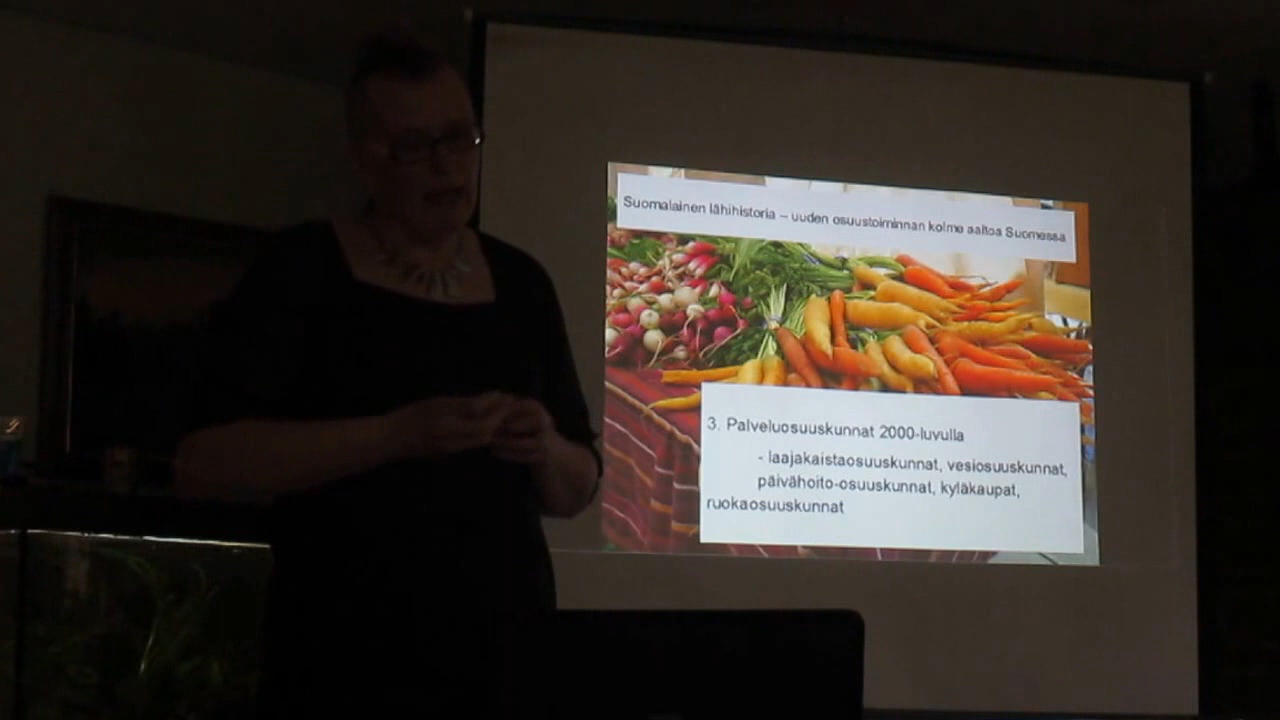 Suomalainen lähihistoria – uuden osuustoiminnan kolme aaltoa Suomessa
3. Palveluosuuskunnat 2000-luvulla
- laajakaistaosuuskunnat, vesiosuuskunnat,
päivähoito-osuuskunnat, kyläkaupat,
ruokaosuuskunnat